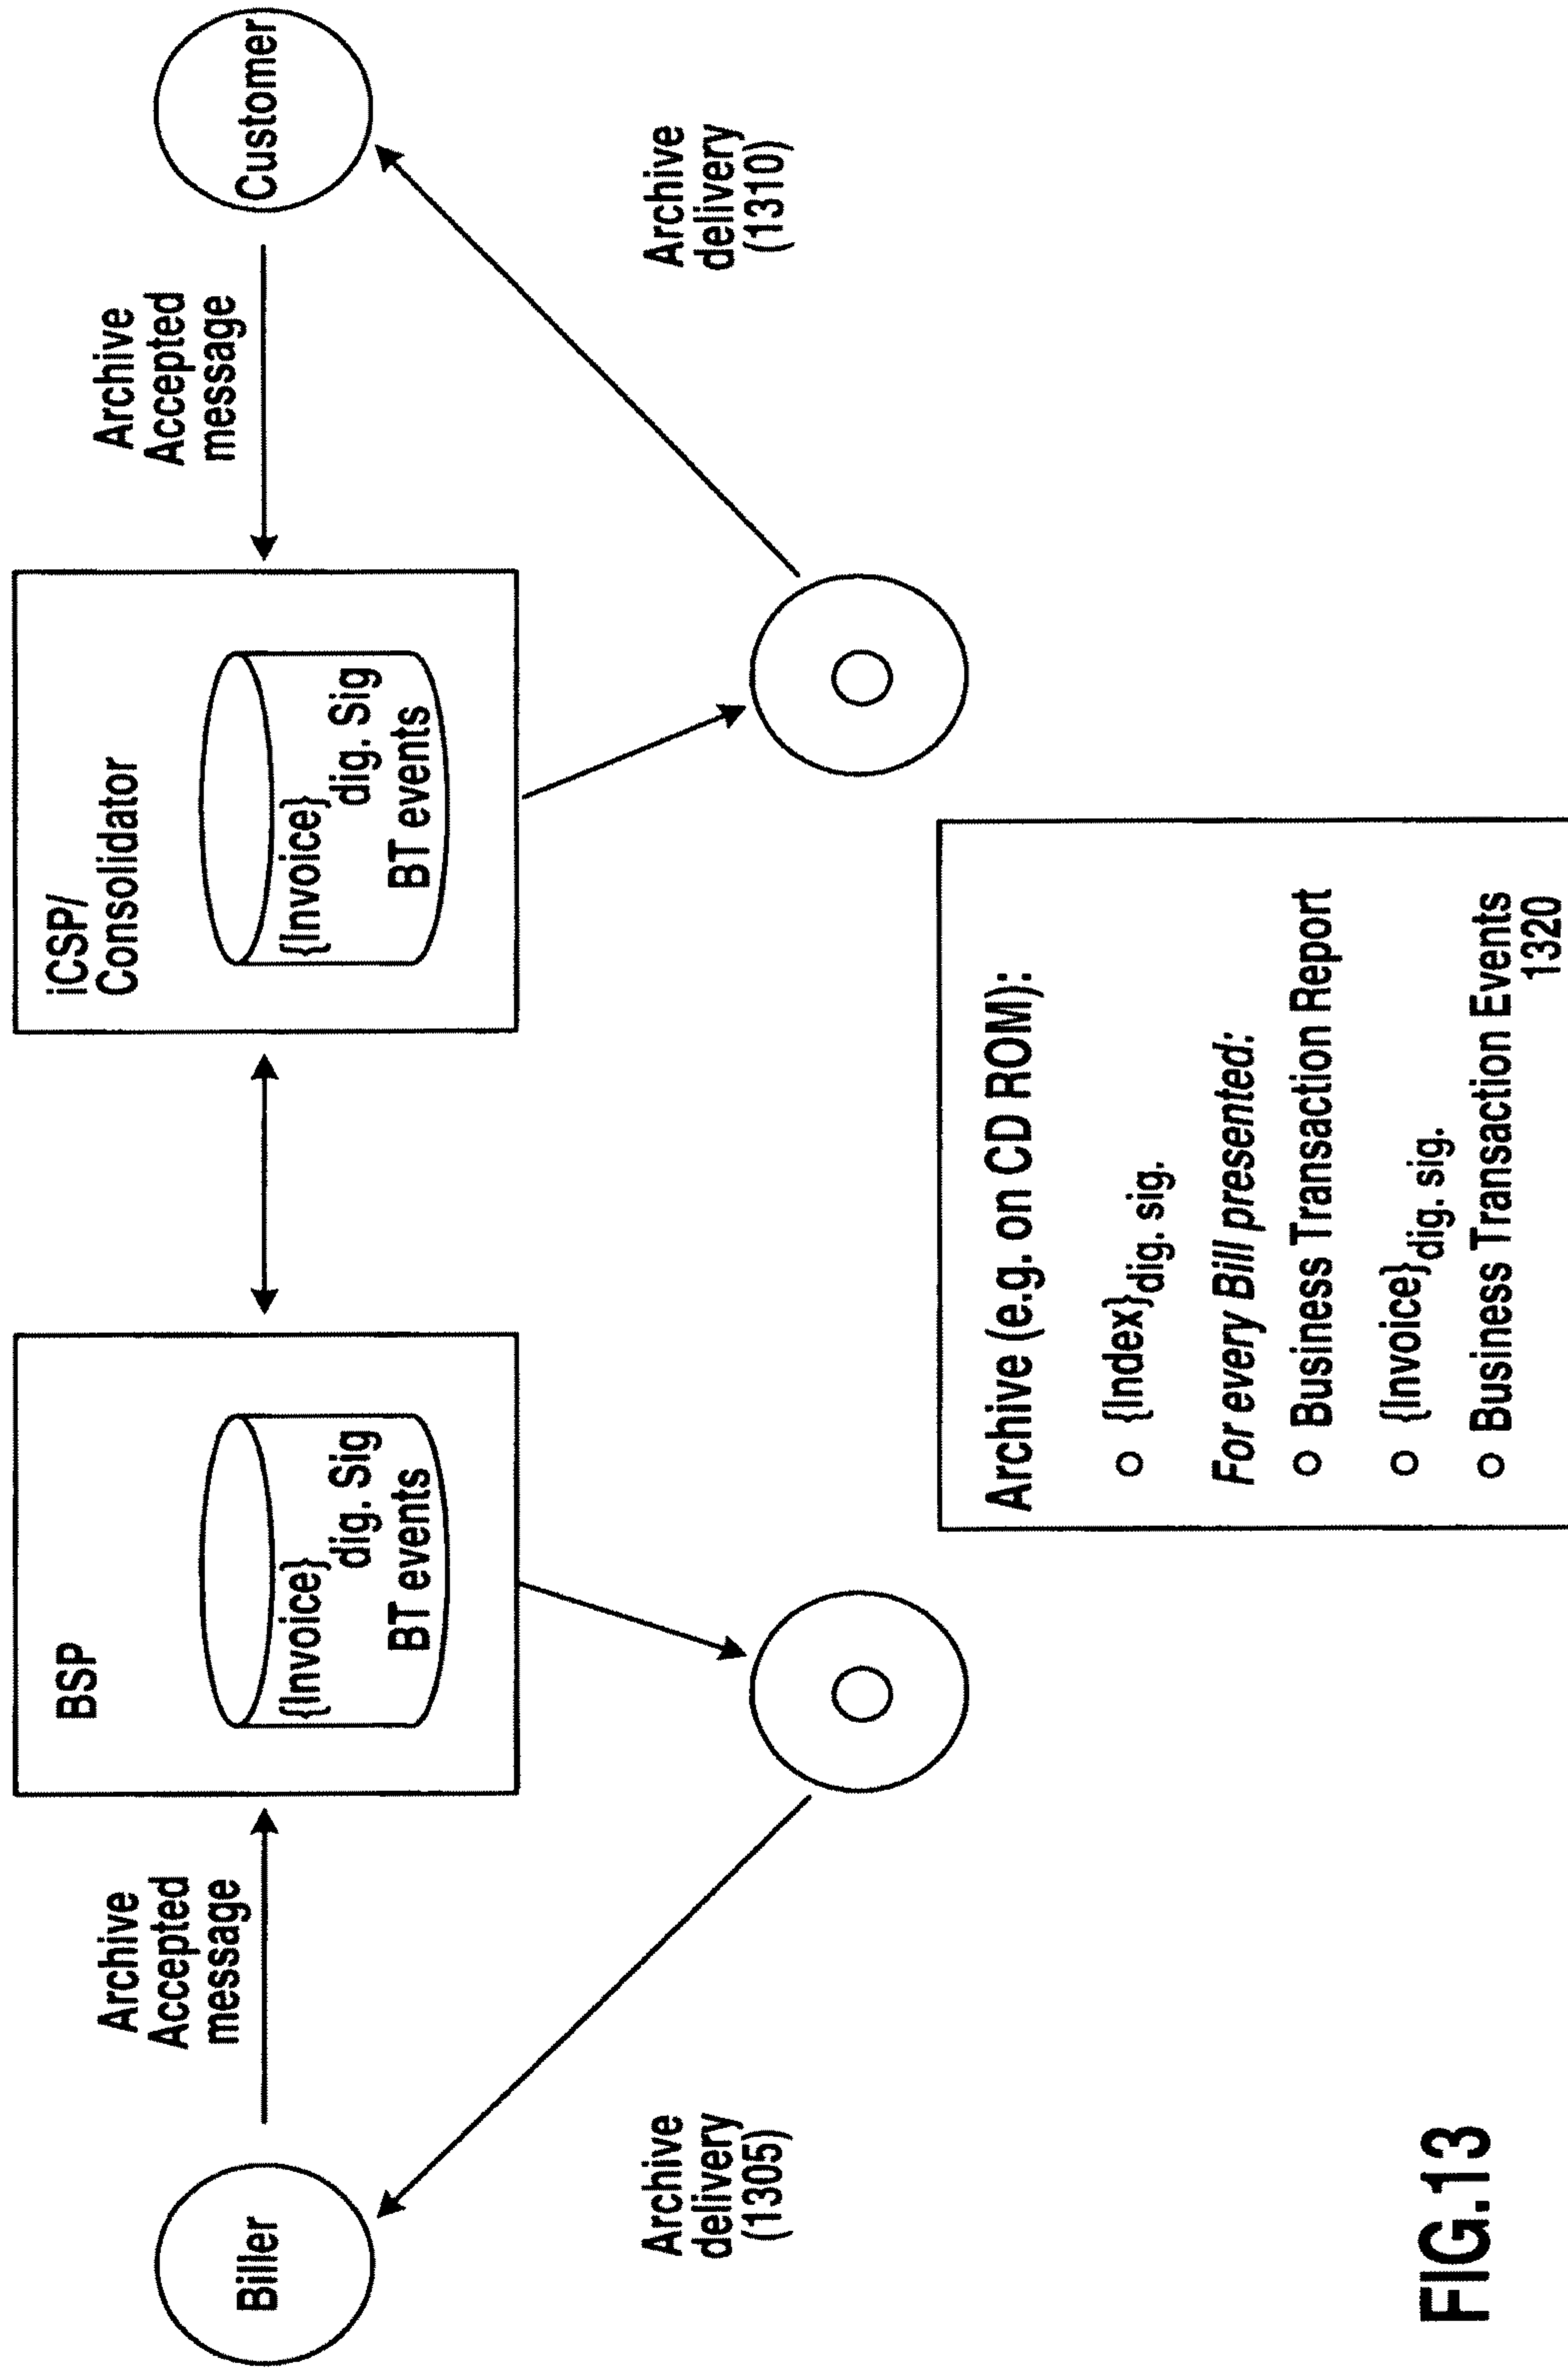 Biller
Archive
Accepted
message
BSP
{Invoice}
dig. Sig
BT events
iCSP/
Consolidator
{Invoice}
dig. Sig
BT events
Archive
Accepted
message
Customer
Archive
delivery
(1305)
Archive
delivery
(1310)
Archive (e.g. on CD ROM):
○ {Index}dig. sig.
For every Bill presented:
○ Business Transaction Report
○ {Invoice}dig. sig.
○ Business Transaction Events
1320
FIG.13